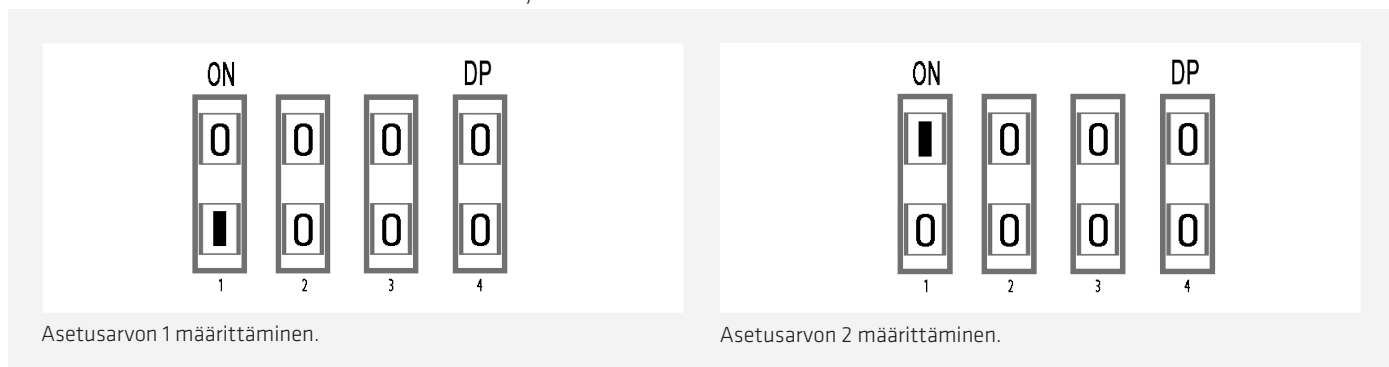 ON DP
0 0 0 0
0 0 0
1 2 3 4
Asetusarvon 1 määrittäminen.
ON DP
0 0 0
0 0 0 0
1 2 3 4
Asetusarvon 2 määrittäminen.